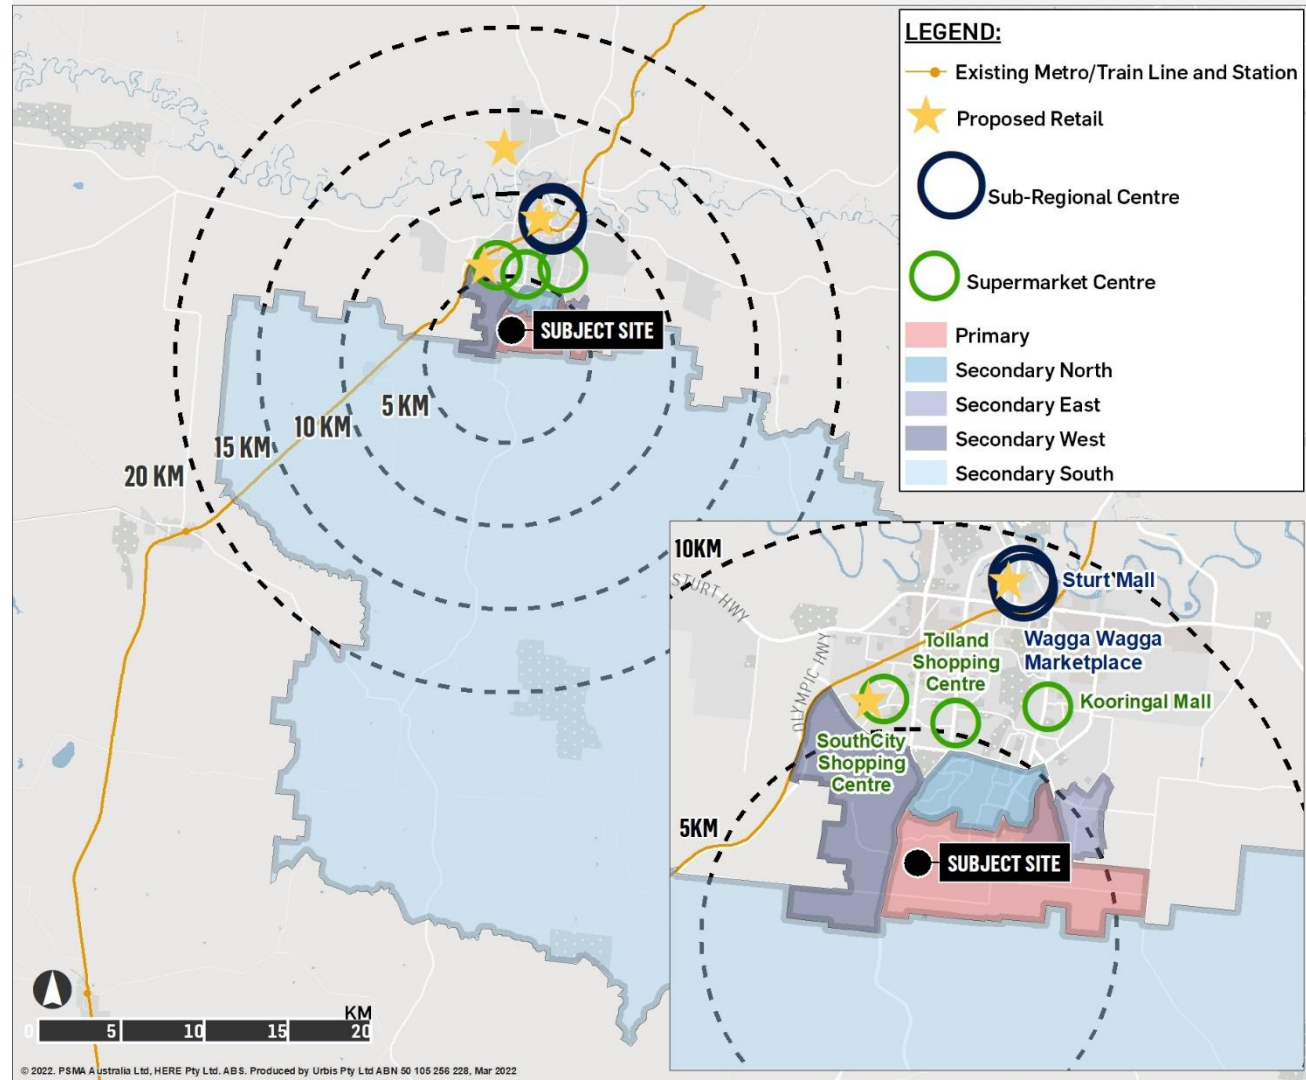 LEGEND:
Existing Metro/Train Line and Station
Proposed Retail
Sub-Regional Centre
Supermarket Centre
Primary
Secondary North
Secondary East
Secondary West
Secondary South
SUBJECT SITE
5 KM
10 KM
15 KM
20 KM
10KM
STURT HWY
OLYMPIC HWY
Sturt Mall
Wagga Wagga
Marketplace
Tolland
Shopping
Centre
Kooringal Mall
SouthCity
Shopping
Centre
5KM
SUBJECT SITE
KM
0 5 10 15 20
© 2022. PSMA Australia Ltd, HERE Pty Ltd. ABS. Produced by Urbis Pty Ltd ABN 50 105 256 228, Mar 2022